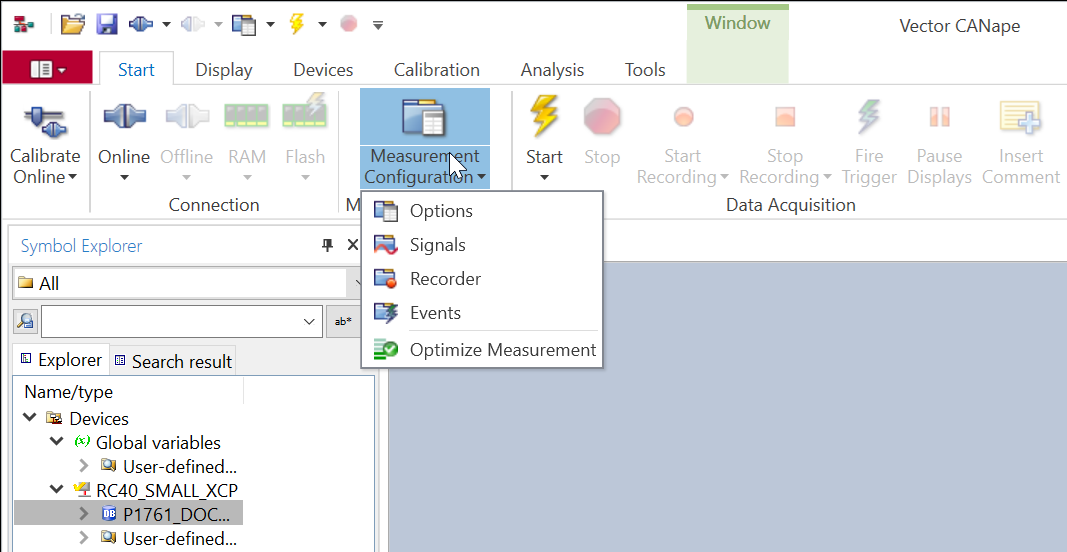 Window
Vector CANape
Start
Display
Devices
Calibration
Analysis
Tools
Calibrate
Online
Online
Offline
RAM
Flash
Connection
Measurement
Configuration
M
Start
Stop
Start
Recording
Stop
Recording
Fire
Trigger
Pause
Displays
Insert
Comment
Data Acquisition
Options
Signals
Recorder
Events
Optimize Measurement
Symbol Explorer
All
ab*
Explorer
Search result
Name/type
Devices
(x) Global variables
User-defined...
RC40_SMALL_XCP
DB P1761_DOC...
User-defined...